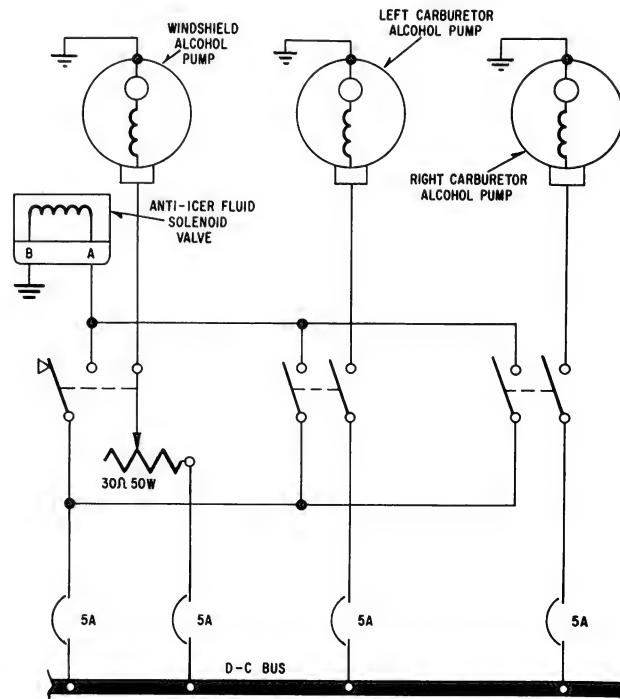 WINDSHIELD
ALCOHOL
PUMP
LEFT CARBURETOR
ALCOHOL PUMP
RIGHT CARBURETOR
ALCOHOL PUMP
ANTI-ICER FLUID
SOLENOID
VALVE
B A
30Ω 50W
5A 5A 5A 5A
D-C BUS